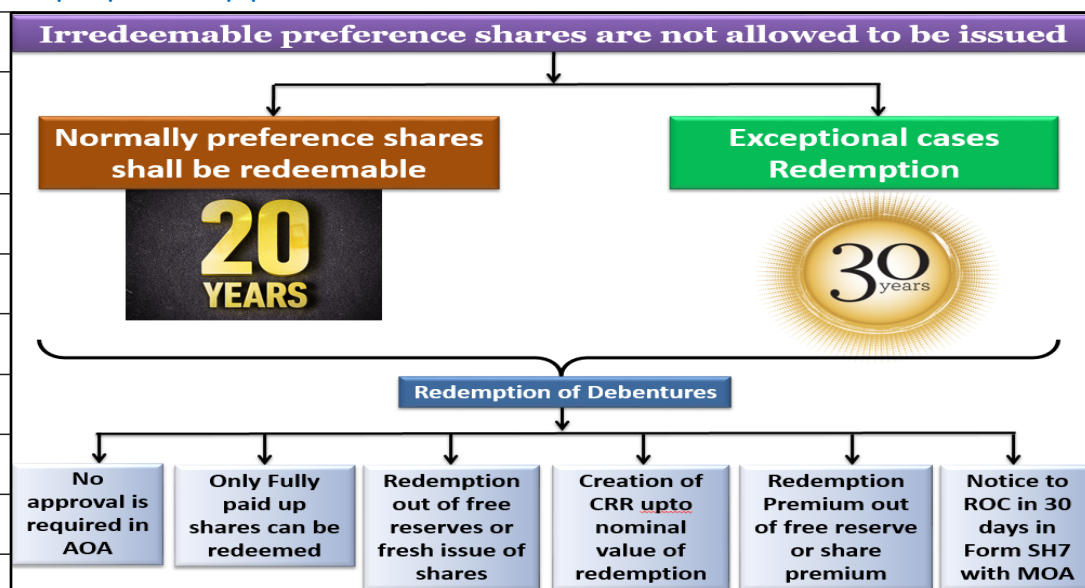 Irredeemable preference shares are not allowed to be issued
Normally preference shares
shall be redeemable
Exceptional cases
Redemption
20
YEARS
30
years
Redemption of Debentures
No
approval is
required in
AOA
Only Fully
paid up
shares can be
redeemed
Redemption
out of free
reserves or
fresh issue of
shares
Creation of
CRR upto
nominal
value of
redemption
Redemption
Premium out
of free reserve
or share
premium
Notice to
ROC in 30
days in
Form SH7
with MOA